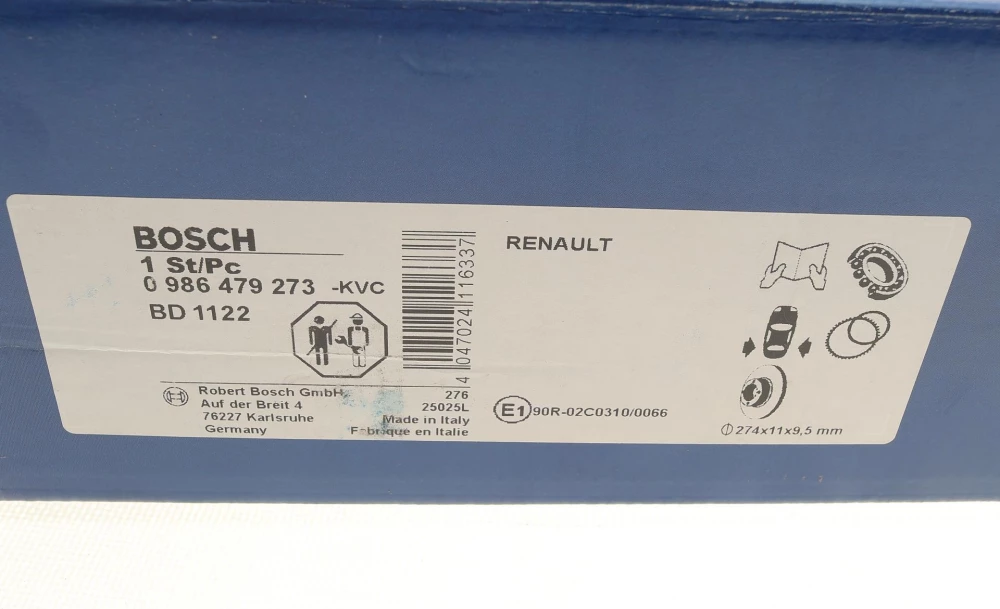 BOSCH
1 St/Pc
0 986 479 273 -KVC
BD 1122
4 047024 116337
RENAULT
Robert Bosch GmbH
Auf der Breit 4
76227 Karlsruhe
Germany
276
25025L
Made in Italy
Fabrique en Italie
E1 90R-02C0310/0066
∅ 274x11x9,5 mm